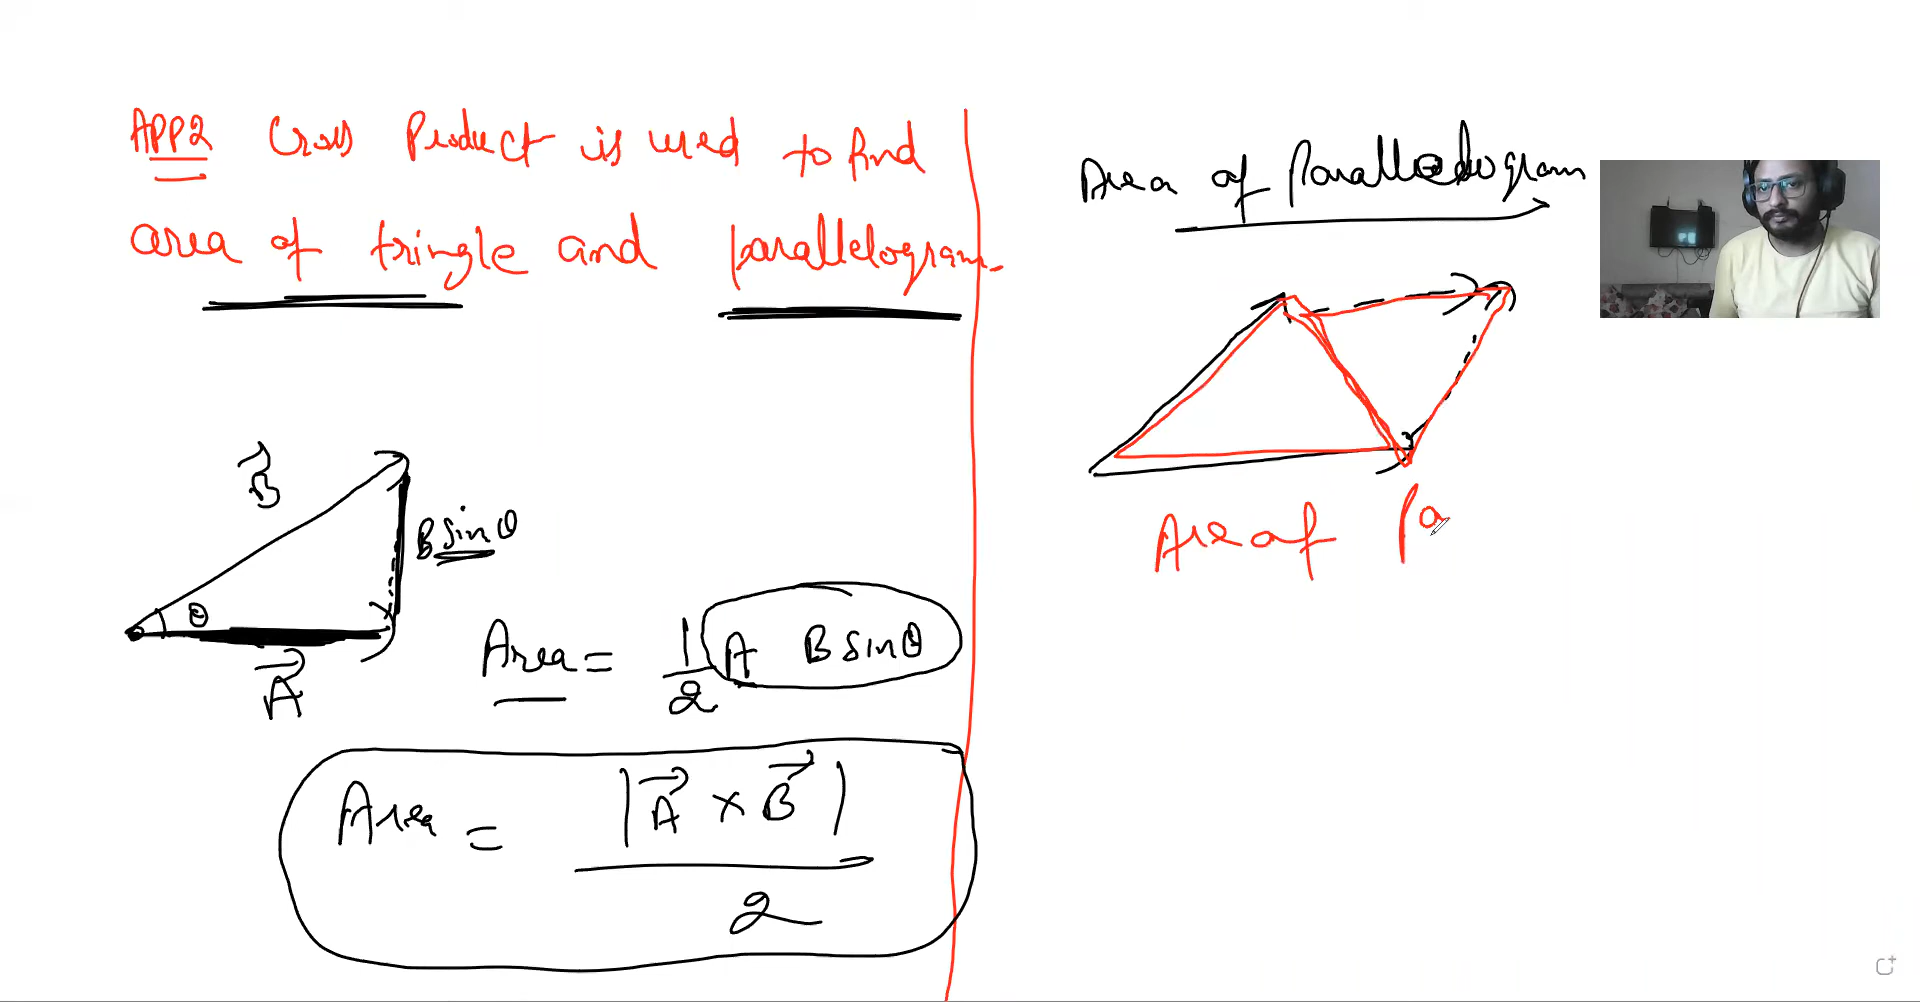 APP2 Cross Product is used to find
area of tringle and parallelogram.
B
B sinθ
θ
A
Area = 1/2 A B sinθ
Area = |A × B| / 2
Area of Parallelogram
Area of Pa